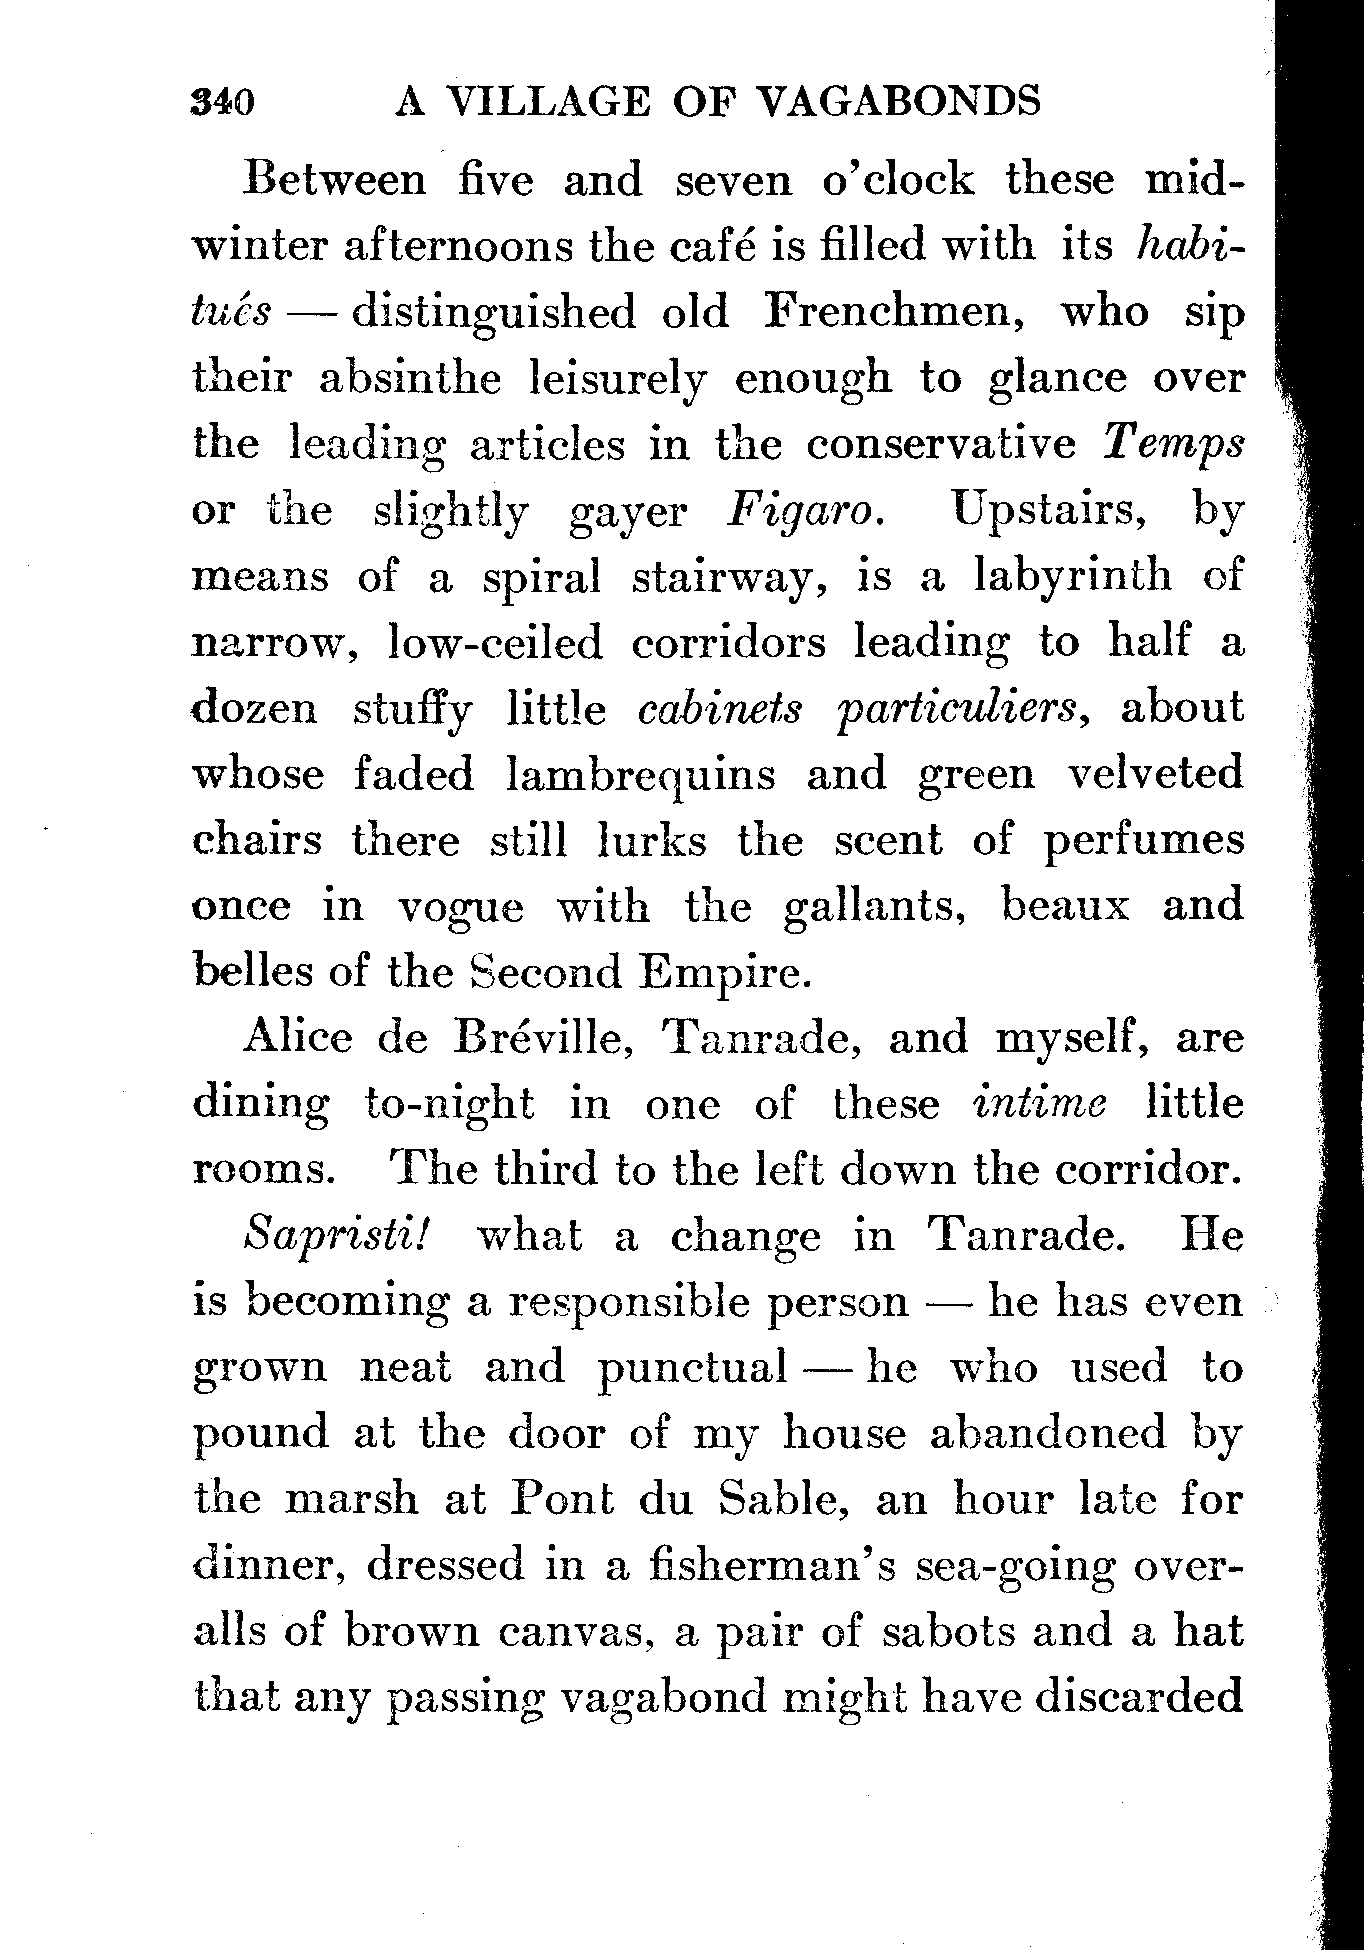 340 A VILLAGE OF VAGABONDS
Between five and seven o'clock these mid-
winter afternoons the café is filled with its habi-
tués — distinguished old Frenchmen, who sip
their absinthe leisurely enough to glance over
the leading articles in the conservative Temps
or the slightly gayer Figaro. Upstairs, by
means of a spiral stairway, is a labyrinth of
narrow, low-ceiled corridors leading to half a
dozen stuffy little cabinets particuliers, about
whose faded lambrequins and green velveted
chairs there still lurks the scent of perfumes
once in vogue with the gallants, beaux and
belles of the Second Empire.
Alice de Bréville, Tanrade, and myself, are
dining to-night in one of these intime little
rooms. The third to the left down the corridor.
Sapristi! what a change in Tanrade. He
is becoming a responsible person — he has even
grown neat and punctual — he who used to
pound at the door of my house abandoned by
the marsh at Pont du Sable, an hour late for
dinner, dressed in a fisherman's sea-going over-
alls of brown canvas, a pair of sabots and a hat
that any passing vagabond might have discarded